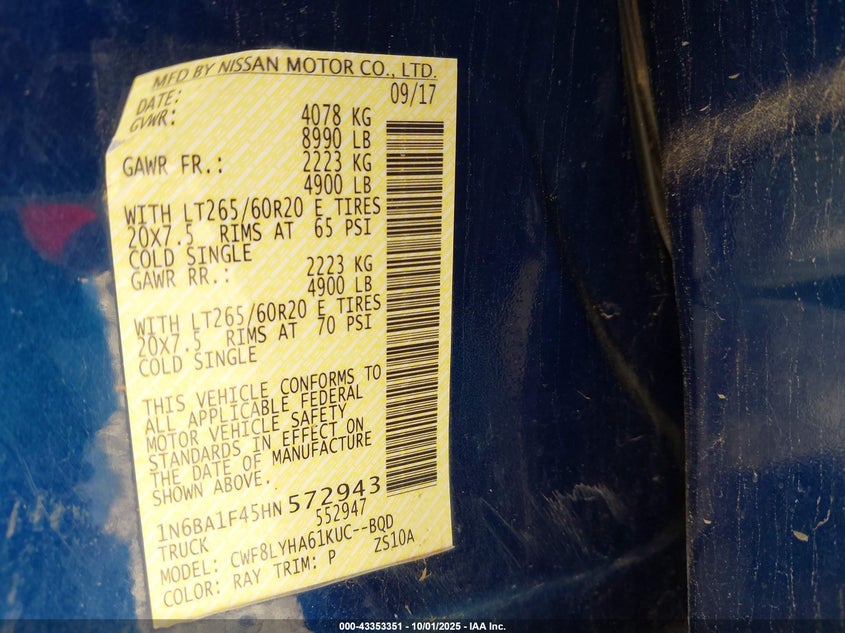 MFD BY NISSAN MOTOR CO., LTD.
DATE: 09/17
GVWR: 4078 KG
8990 LB
GAWR FR.: 2223 KG
4900 LB
WITH LT265/60R20 E TIRES
20X7.5 RIMS AT 65 PSI
COLD SINGLE
GAWR RR.: 2223 KG
4900 LB
WITH LT265/60R20 E TIRES
20X7.5 RIMS AT 70 PSI
COLD SINGLE
THIS VEHICLE CONFORMS TO
ALL APPLICABLE FEDERAL
MOTOR VEHICLE SAFETY
STANDARDS IN EFFECT ON
THE DATE OF MANUFACTURE
SHOWN ABOVE.
1N6BA1F45HN 572943
TRUCK 552947
MODEL: CWF8LYHA61KUC--BQD
COLOR: RAY TRIM: P ZS10A
000-43353351 - 10/01/2025 - IAA Inc.